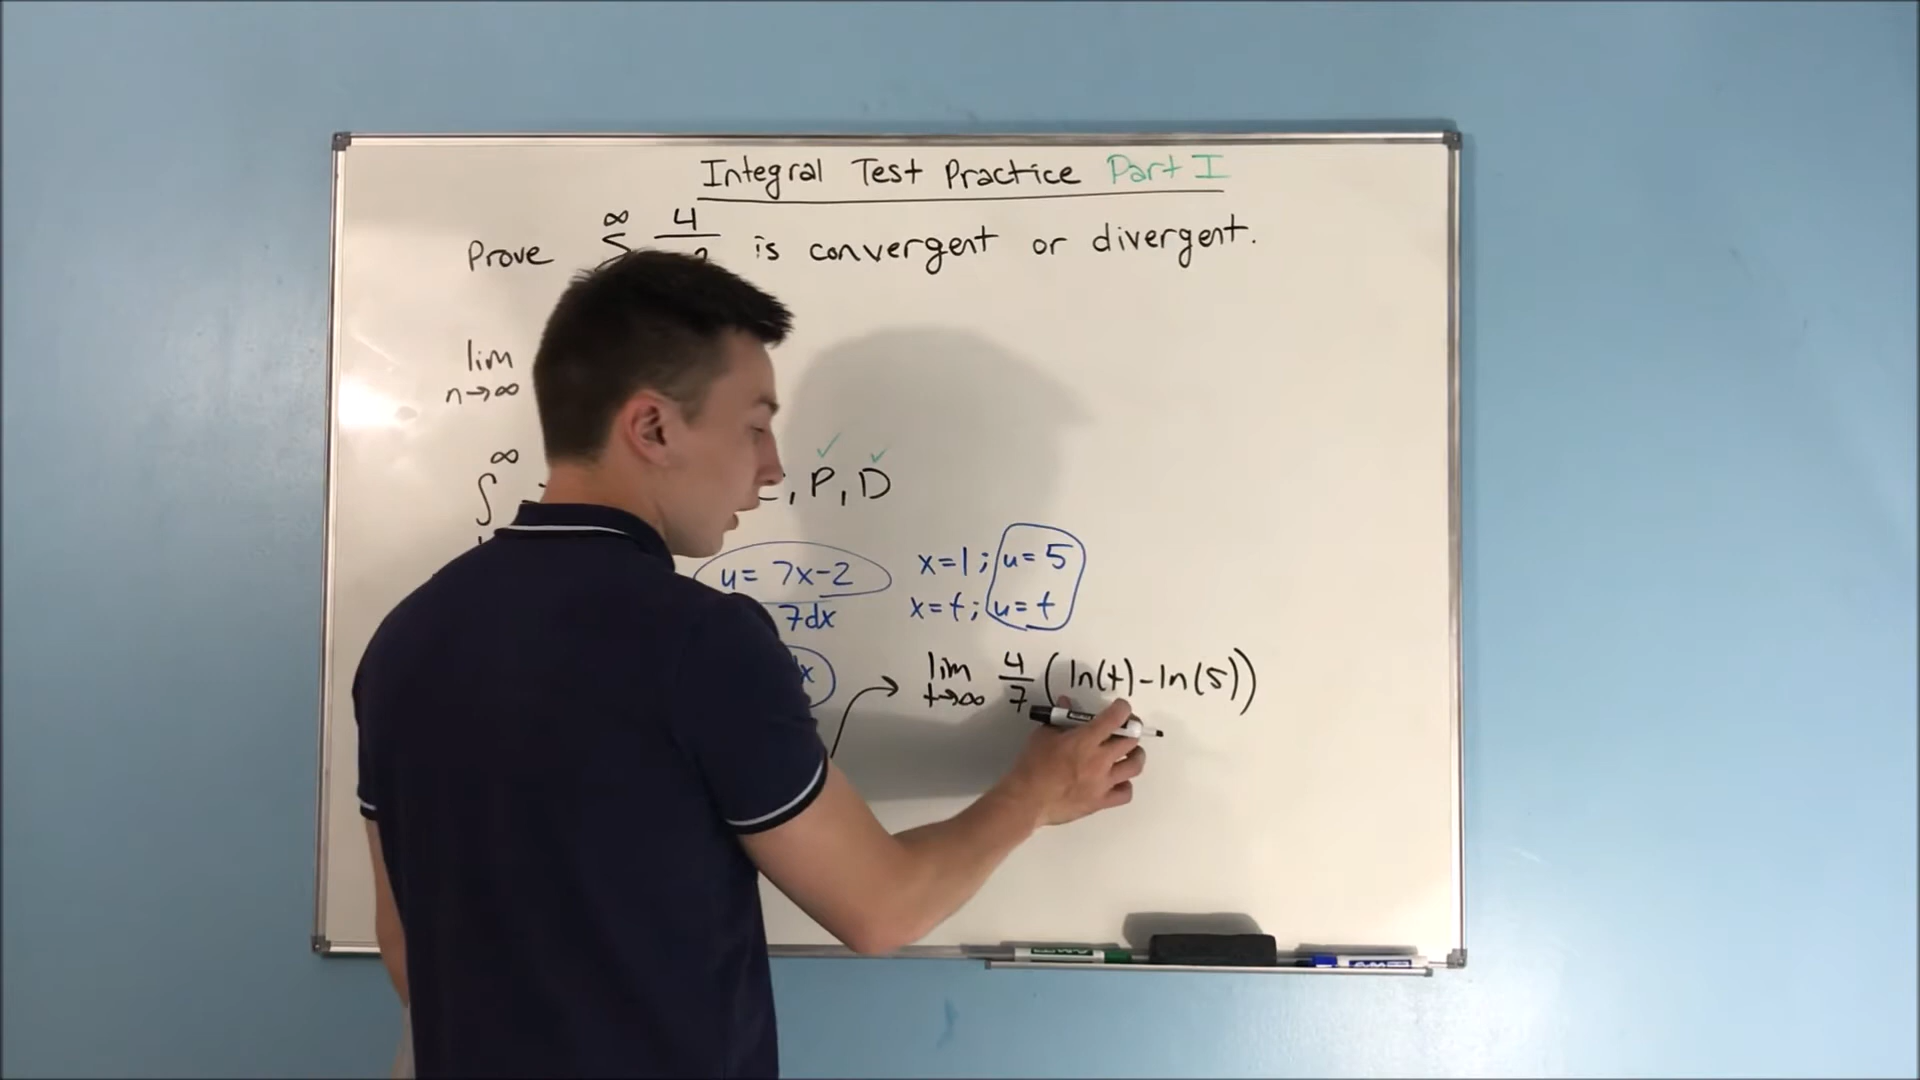 Integral Test Practice Part I
Prove ∞ Σ 4 is convergent or divergent.
lim
n→∞
∞
∫ , P, D
u = 7x-2
7dx
x=1; u=5
x=t; u=t
lim t→∞ 4/7 (ln(t)-ln(5))